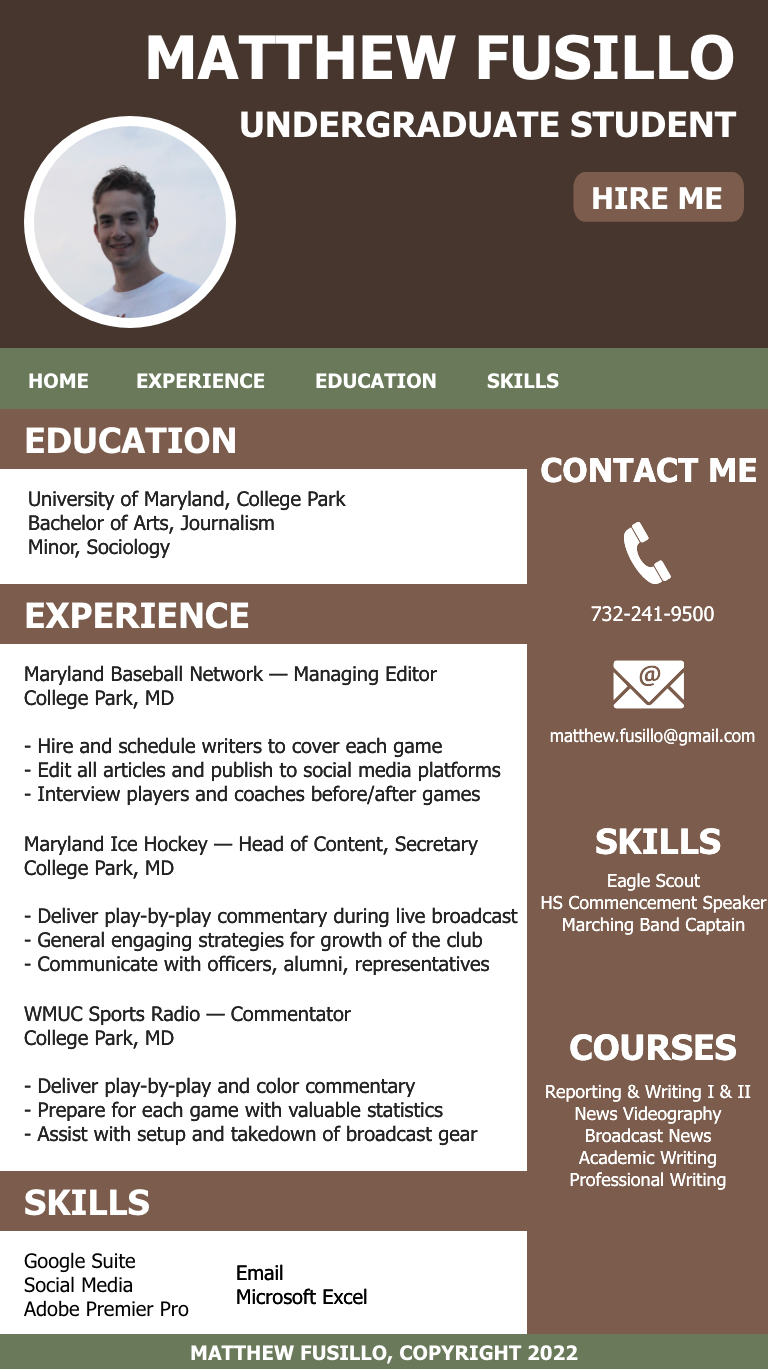 MATTHEW FUSILLO
UNDERGRADUATE STUDENT
HIRE ME
HOME EXPERIENCE EDUCATION SKILLS
EDUCATION
University of Maryland, College Park
Bachelor of Arts, Journalism
Minor, Sociology
EXPERIENCE
Maryland Baseball Network — Managing Editor
College Park, MD
- Hire and schedule writers to cover each game
- Edit all articles and publish to social media platforms
- Interview players and coaches before/after games
Maryland Ice Hockey — Head of Content, Secretary
College Park, MD
- Deliver play-by-play commentary during live broadcast
- General engaging strategies for growth of the club
- Communicate with officers, alumni, representatives
WMUC Sports Radio — Commentator
College Park, MD
- Deliver play-by-play and color commentary
- Prepare for each game with valuable statistics
- Assist with setup and takedown of broadcast gear
SKILLS
Google Suite
Social Media
Adobe Premier Pro
Email
Microsoft Excel
CONTACT ME
732-241-9500
@
matthew.fusillo@gmail.com
SKILLS
Eagle Scout
HS Commencement Speaker
Marching Band Captain
COURSES
Reporting & Writing I & II
News Videography
Broadcast News
Academic Writing
Professional Writing
MATTHEW FUSILLO, COPYRIGHT 2022